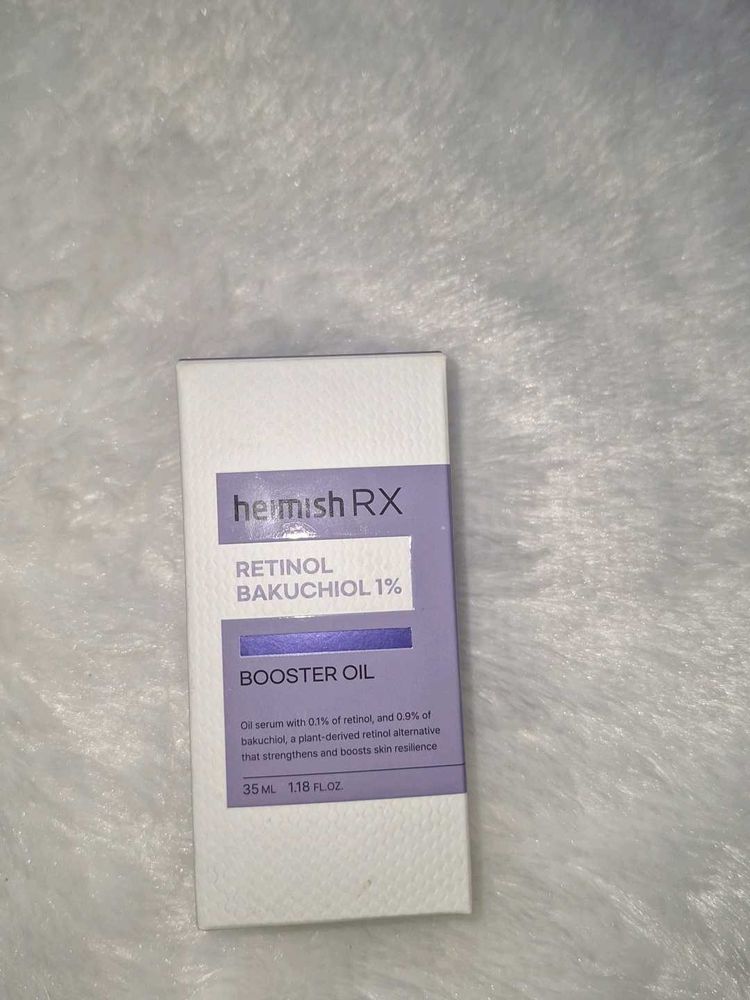 heimish RX
RETINOL
BAKUCHIOL 1%
BOOSTER OIL
Oil serum with 0.1% of retinol, and 0.9% of
bakuchiol, a plant-derived retinol alternative
that strengthens and boosts skin resilience
35 ML 1.18 FL.OZ.